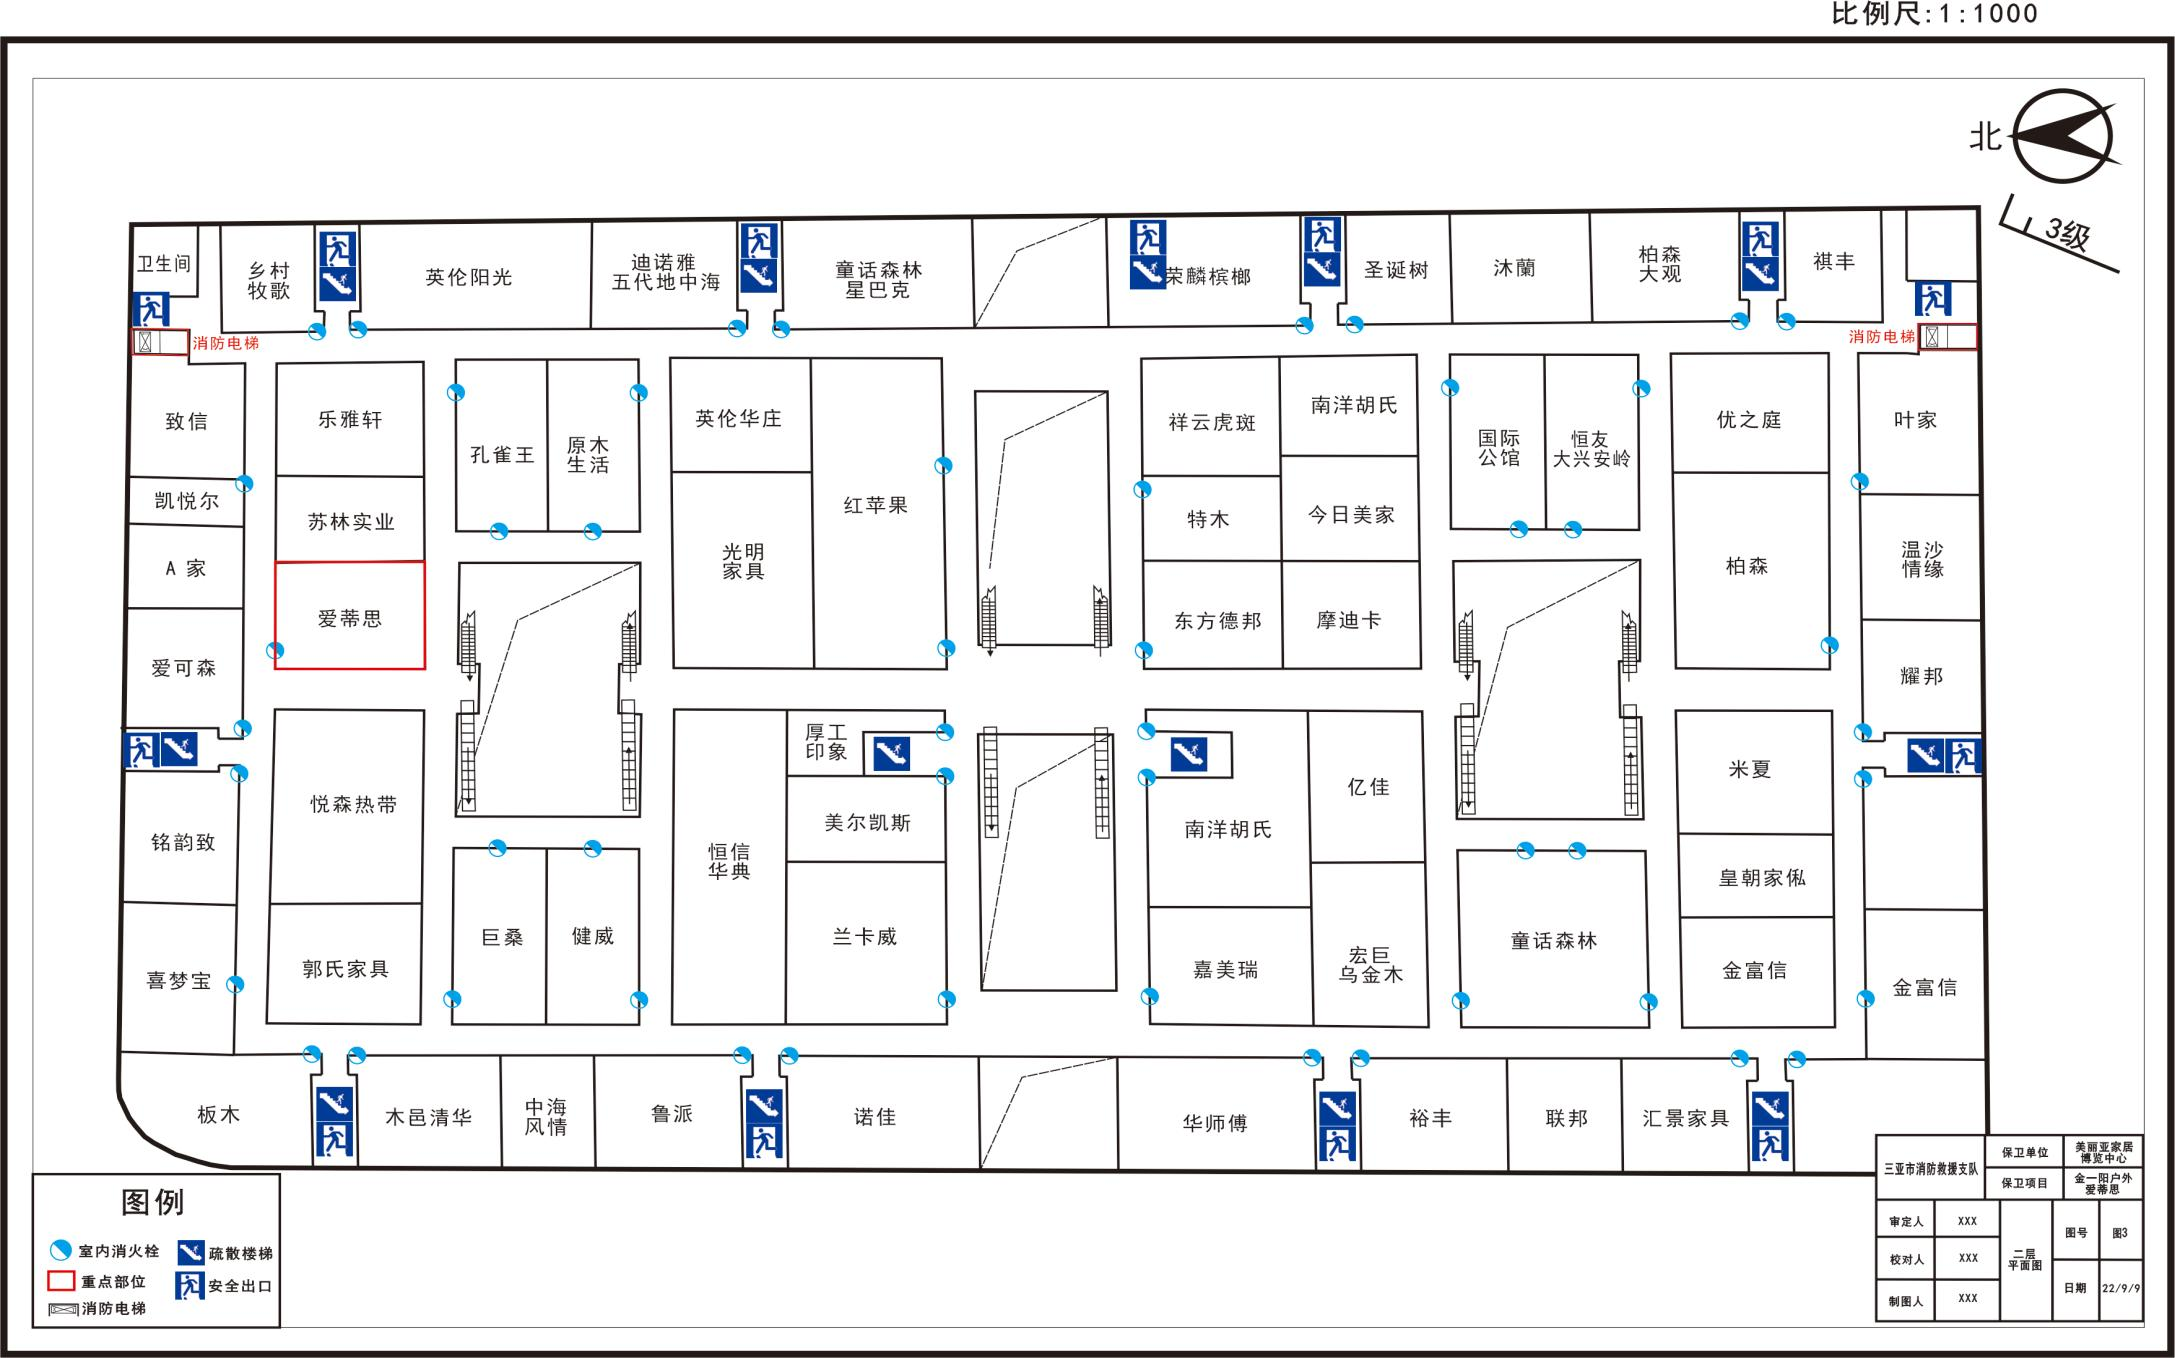 比例尺:1:1000
北
3级
卫生间
乡村
牧歌
英伦阳光
迪诺雅
五代地中海
童话森林
星巴克
荣麟槟榔
圣诞树
沐蘭
柏森
大观
祺丰
消防电梯
消防电梯
致信
乐雅轩
孔雀王
原木
生活
英伦华庄
红苹果
祥云虎斑
南洋胡氏
国际
公馆
恒友
大兴安岭
优之庭
叶家
凯悦尔
苏林实业
光明
家具
特木
今日美家
柏森
温沙
情缘
A 家
爱蒂思
东方德邦
摩迪卡
爱可森
耀邦
悦森热带
厚工
印象
米夏
铭韵致
恒信
华典
美尔凯斯
南洋胡氏
亿佳
皇朝家俬
喜梦宝
郭氏家具
巨桑
健威
兰卡威
嘉美瑞
宏巨
乌金木
童话森林
金富信
金富信
板木
木邑清华
中海
风情
鲁派
诺佳
华师傅
裕丰
联邦
汇景家具
图例
室内消火栓
疏散楼梯
重点部位
安全出口
消防电梯
三亚市消防救援支队
保卫单位
美丽亚家居
博览中心
保卫项目
金一阳户外
爱蒂思
审定人
XXX
校对人
XXX
制图人
XXX
二层
平面图
图号
图3
日期
22/9/9